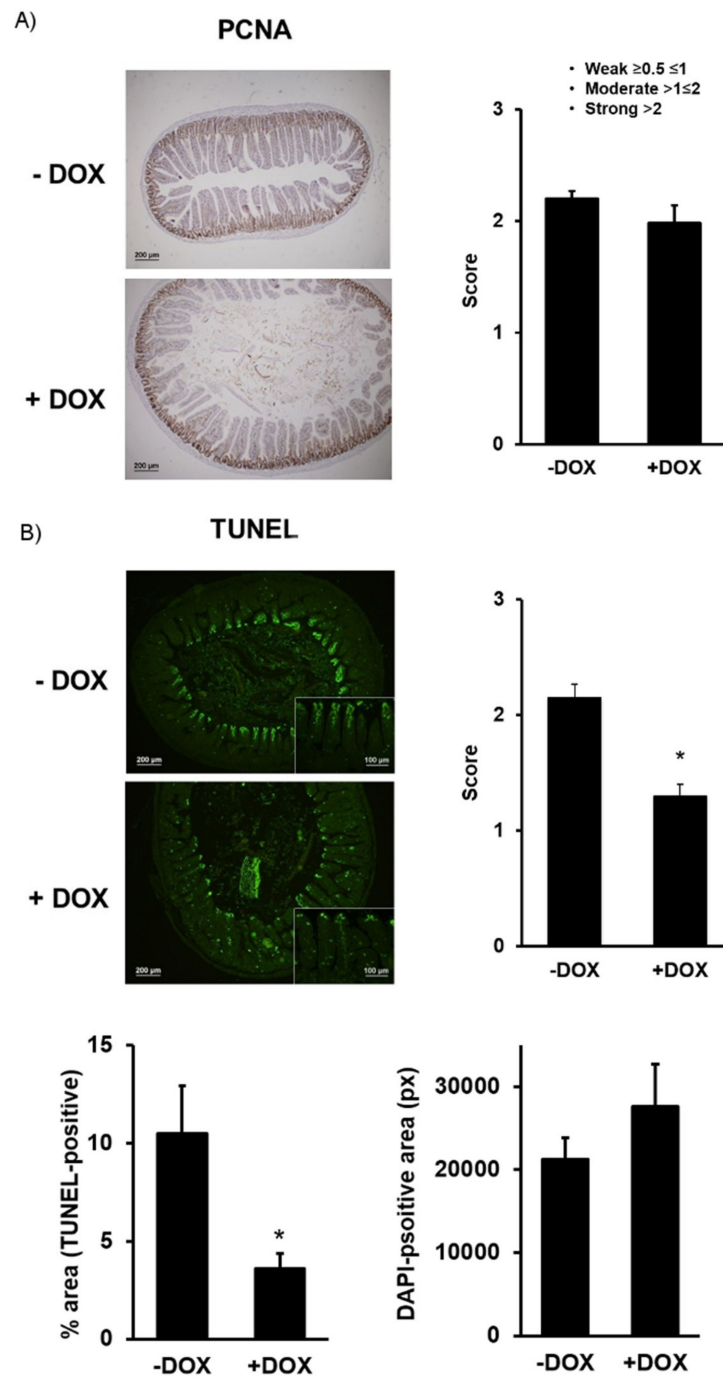 A)
PCNA
• Weak ≥0.5 ≤1
• Moderate >1≤2
• Strong >2
- DOX
200 µm
+ DOX
200 µm
Score
3
2
1
0
-DOX
+DOX
B)
TUNEL
- DOX
200 µm
100 µm
+ DOX
200 µm
100 µm
Score
3
2
1
0
*
-DOX
+DOX
% area (TUNEL-positive)
15
10
5
0
*
-DOX
+DOX
DAPI-psoitive area (px)
30000
20000
10000
0
-DOX
+DOX